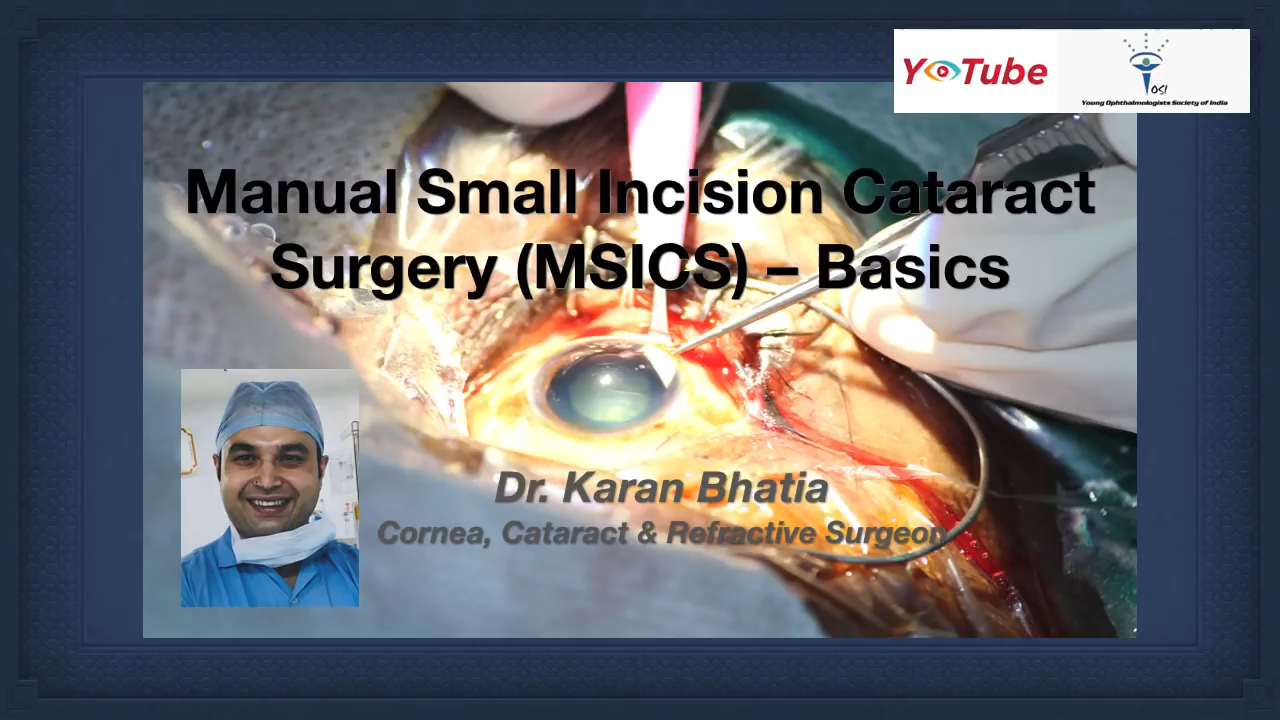 YOTube
YOSI
Young Ophthalmologists Society of India
Manual Small Incision Cataract
Surgery (MSICS) – Basics
Dr. Karan Bhatia
Cornea, Cataract & Refractive Surgeon